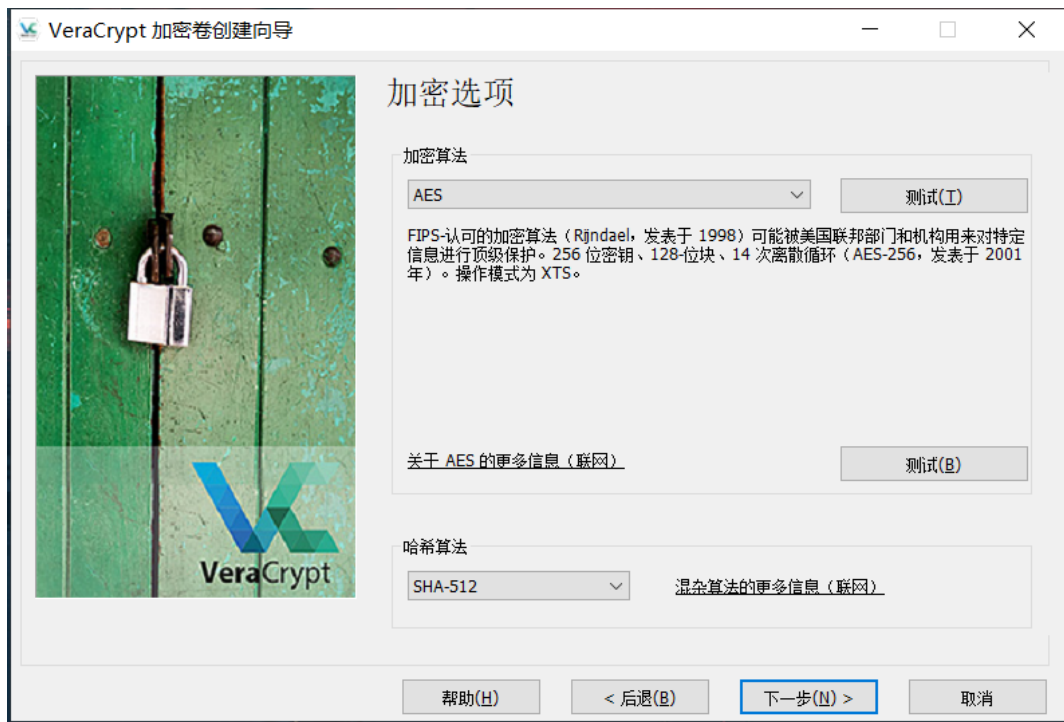 VeraCrypt 加密卷创建向导
加密选项
加密算法
AES
测试(T)
FIPS-认可的加密算法（Rijndael，发表于 1998）可能被美国联邦部门和机构用来对特定
信息进行顶级保护。256 位密钥、128-位块、14 次离散循环（AES-256，发表于 2001
年）。操作模式为 XTS。
关于 AES 的更多信息（联网）
测试(B)
VeraCrypt
哈希算法
SHA-512
混杂算法的更多信息（联网）
帮助(H)
< 后退(B)
下一步(N) >
取消